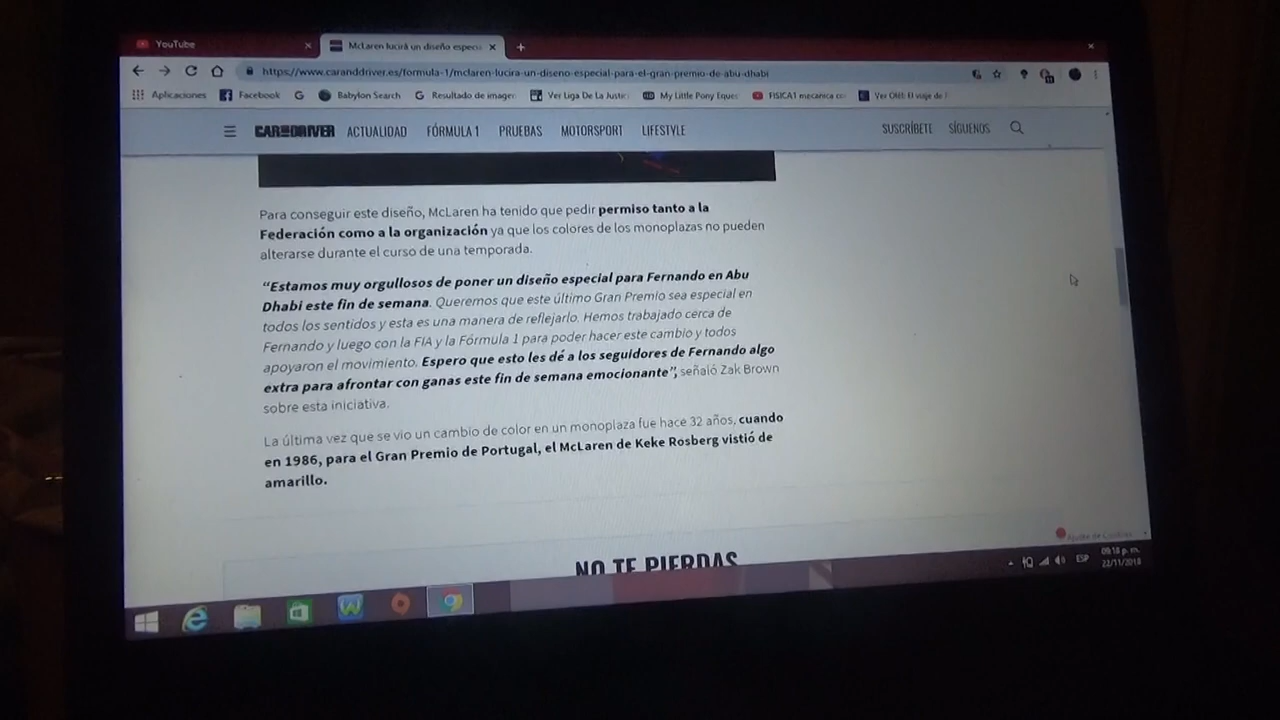 YouTube
McLaren lucirá un diseño especia
https://www.caranddriver.es/formula-1/mclaren-lucira-un-diseno-especial-para-el-gran-premio-de-abu-dhabi
Aplicaciones Facebook Babylon Search Resultado de imagen Ver Liga De La Justic My Little Pony Eques FISICA1 mecanica
CAR AND DRIVER ACTUALIDAD FÓRMULA 1 PRUEBAS MOTORSPORT LIFESTYLE SUSCRÍBETE SÍGUENOS
Para conseguir este diseño, McLaren ha tenido que pedir permiso tanto a la
Federación como a la organización ya que los colores de los monoplazas no pueden
alterarse durante el curso de una temporada.
“Estamos muy orgullosos de poner un diseño especial para Fernando en Abu
Dhabi este fin de semana. Queremos que este último Gran Premio sea especial en
todos los sentidos y esta es una manera de reflejarlo. Hemos trabajado cerca de
Fernando y luego con la FIA y la Fórmula 1 para poder hacer este cambio y todos
apoyaron el movimiento. Espero que esto les dé a los seguidores de Fernando algo
extra para afrontar con ganas este fin de semana emocionante”, señaló Zak Brown
sobre esta iniciativa.
La última vez que se vio un cambio de color en un monoplaza fue hace 32 años, cuando
en 1986, para el Gran Premio de Portugal, el McLaren de Keke Rosberg vistió de
amarillo.
Ajuste de Cookies
NO TE PIERDAS
ESP
09:18 p. m.
22/11/2018